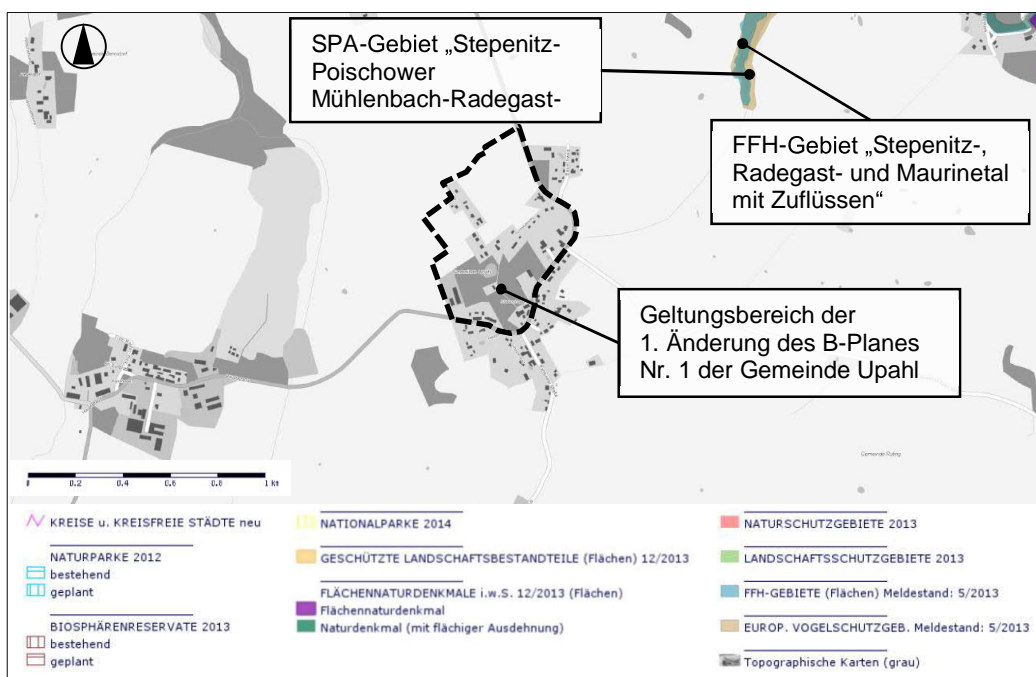 SPA-Gebiet „Stepenitz-
Poischower
Mühlenbach-Radegast-
FFH-Gebiet „Stepenitz-,
Radegast- und Maurinetal
mit Zuflüssen“
Geltungsbereich der
1. Änderung des B-Planes
Nr. 1 der Gemeinde Upahl
0 0.2 0.4 0.6 0.8 1 km
KREISE u. KREISFREIE STÄDTE neu
NATURPARKE 2012
bestehend
geplant
BIOSPHÄRENRESERVATE 2013
bestehend
geplant
NATIONALPARKE 2014
GESCHÜTZTE LANDSCHAFTSBESTANDTEILE (Flächen) 12/2013
FLÄCHENNATURDENKMALE i.w.S. 12/2013 (Flächen)
Flächennaturdenkmal
Naturdenkmal (mit flächiger Ausdehnung)
NATURSCHUTZGEBIETE 2013
LANDSCHAFTSSCHUTZGEBIETE 2013
FFH-GEBIETE (Flächen) Meldestand: 5/2013
EUROP. VOGELSCHUTZGEB. Meldestand: 5/2013
Topographische Karten (grau)